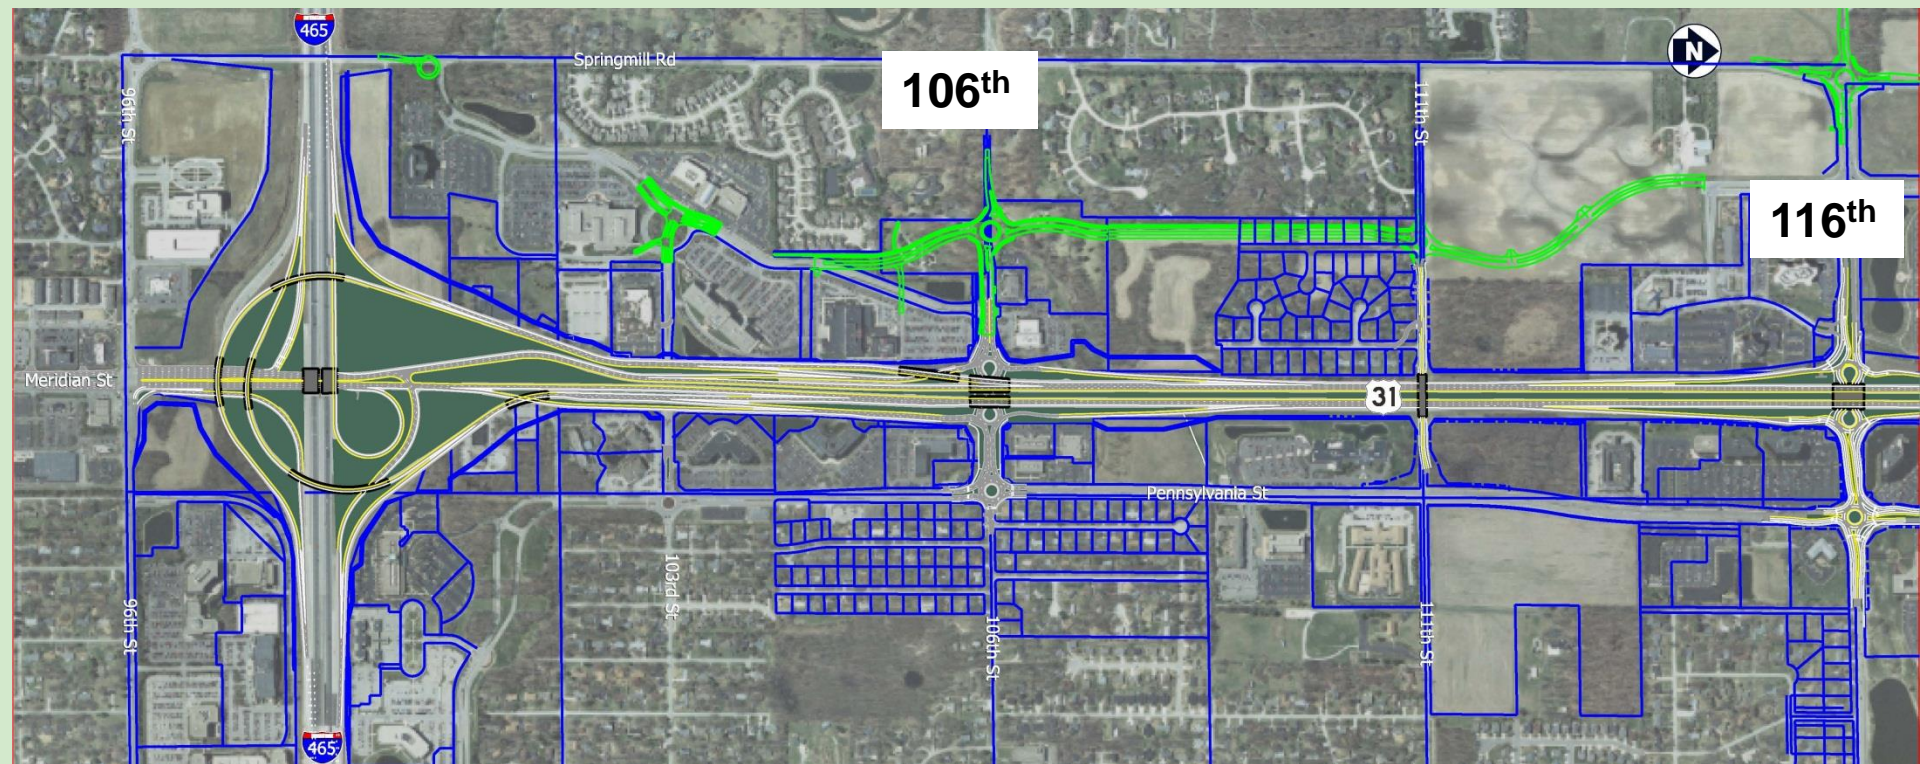 465
Springmill Rd
106th
N
96th St
111th St
116th
Meridian St
31
Pennsylvania St
103rd St
96th St
106th St
111th St
465